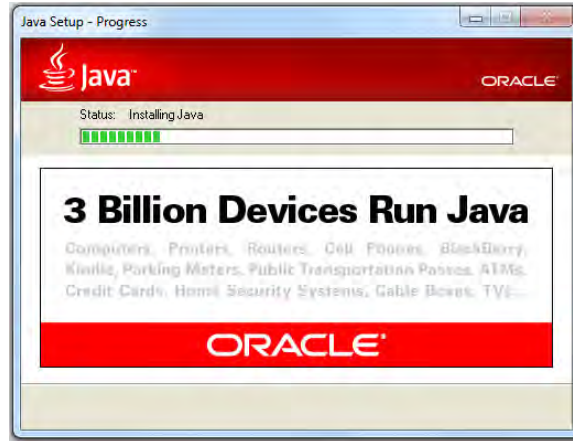 Java Setup - Progress
Java™
ORACLE®
Status: Installing Java
3 Billion Devices Run Java
Computers, Printers, Routers, Cell Phones, BlackBerry,
Kindle, Parking Meters, Public Transportation Passes, ATMs,
Credit Cards, Home Security Systems, Cable Boxes, TVs...
ORACLE®